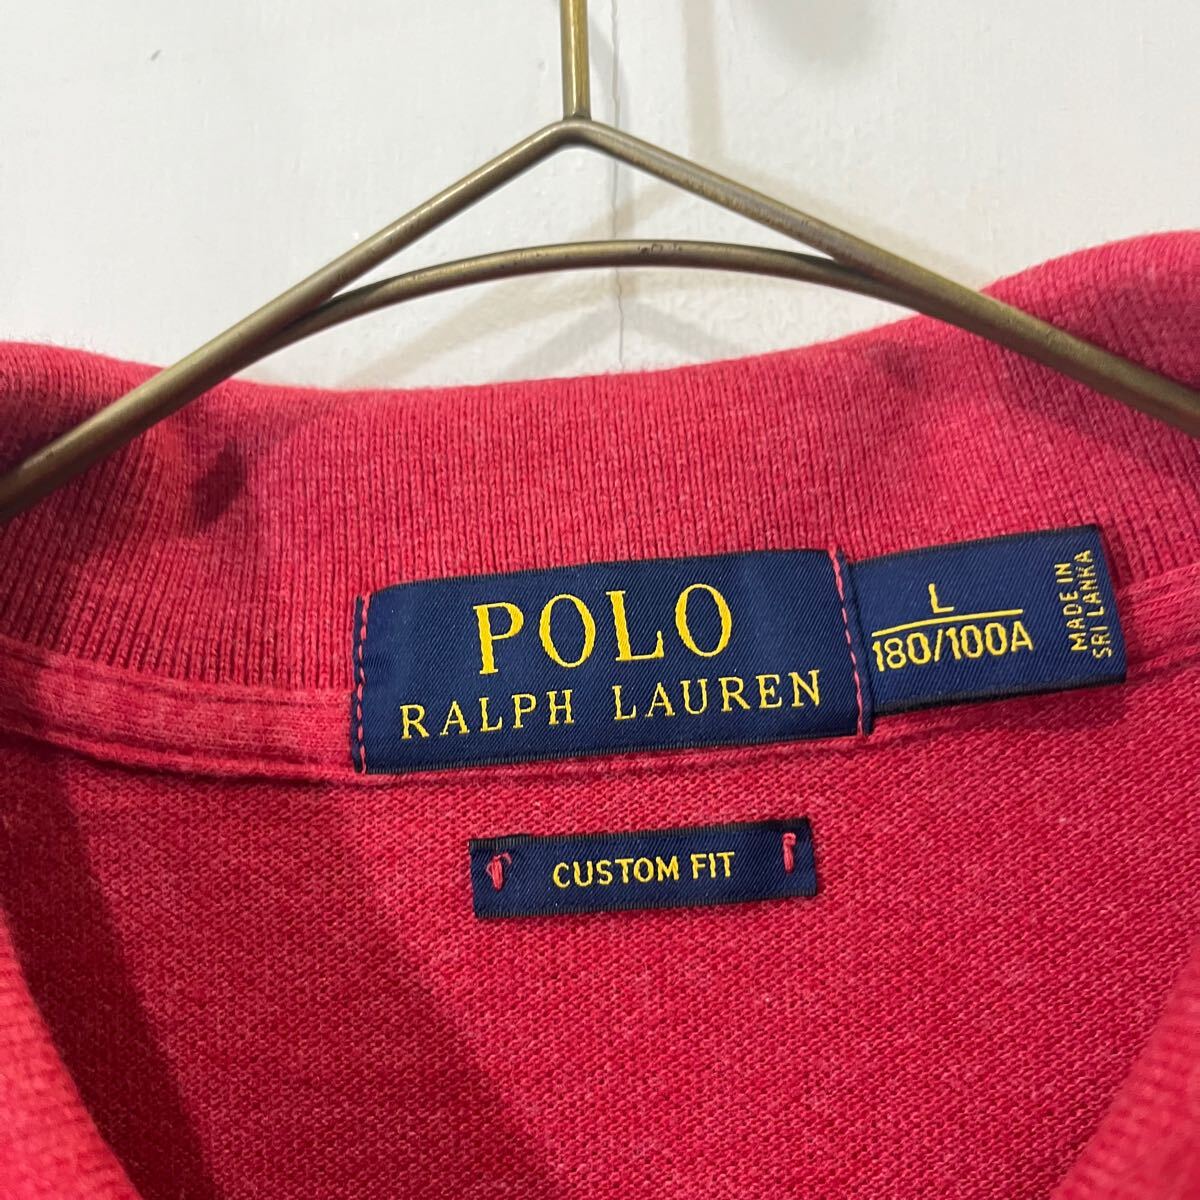 POLO
RALPH LAUREN
L
180/100A
MADE IN
SRI LANKA
CUSTOM FIT